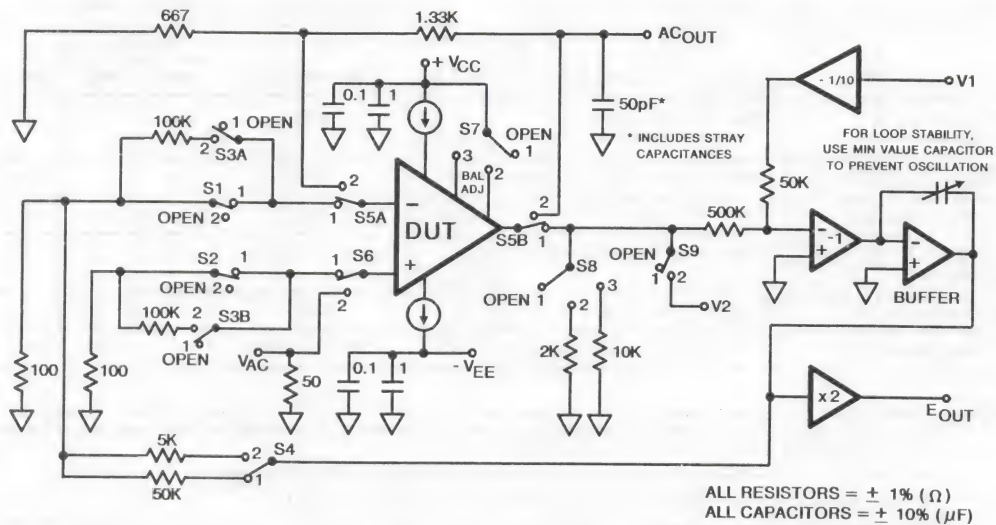 667
1.33K
AC OUT
+ VCC
0.1
1
50pF*
* INCLUDES STRAY
CAPACITANCES
- 1/10
V1
FOR LOOP STABILITY,
USE MIN VALUE CAPACITOR
TO PREVENT OSCILLATION
100K
1 OPEN
2
S3A
S7
OPEN
1
3
2
BAL
ADJ
50K
S1
1
OPEN 2
2
1
S5A
−
DUT
+
S5B
2
1
500K
−
+
-1
−
+
BUFFER
S2
1
OPEN 2
1
S6
2
100K
2
S3B
1
OPEN
S8
OPEN
1
2
3
S9
OPEN
1
2
V2
VAC
50
0.1
1
- VEE
2K
10K
100
100
x 2
E OUT
5K
2
S4
50K
1
ALL RESISTORS = ± 1% (Ω)
ALL CAPACITORS = ± 10% (µF)